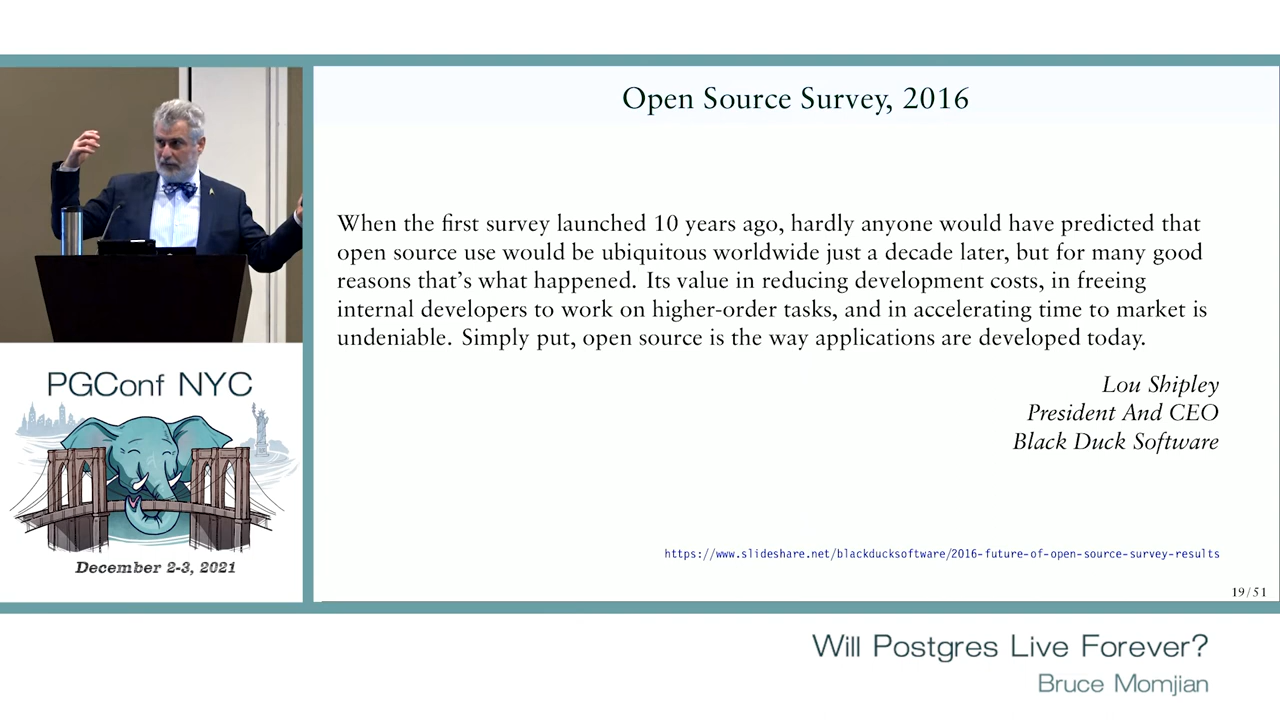 Open Source Survey, 2016
When the first survey launched 10 years ago, hardly anyone would have predicted that
open source use would be ubiquitous worldwide just a decade later, but for many good
reasons that's what happened. Its value in reducing development costs, in freeing
internal developers to work on higher-order tasks, and in accelerating time to market is
undeniable. Simply put, open source is the way applications are developed today.
Lou Shipley
President And CEO
Black Duck Software
https://www.slideshare.net/blackducksoftware/2016-future-of-open-source-survey-results
19/51
PGConf NYC
December 2-3, 2021
Will Postgres Live Forever?
Bruce Momjian